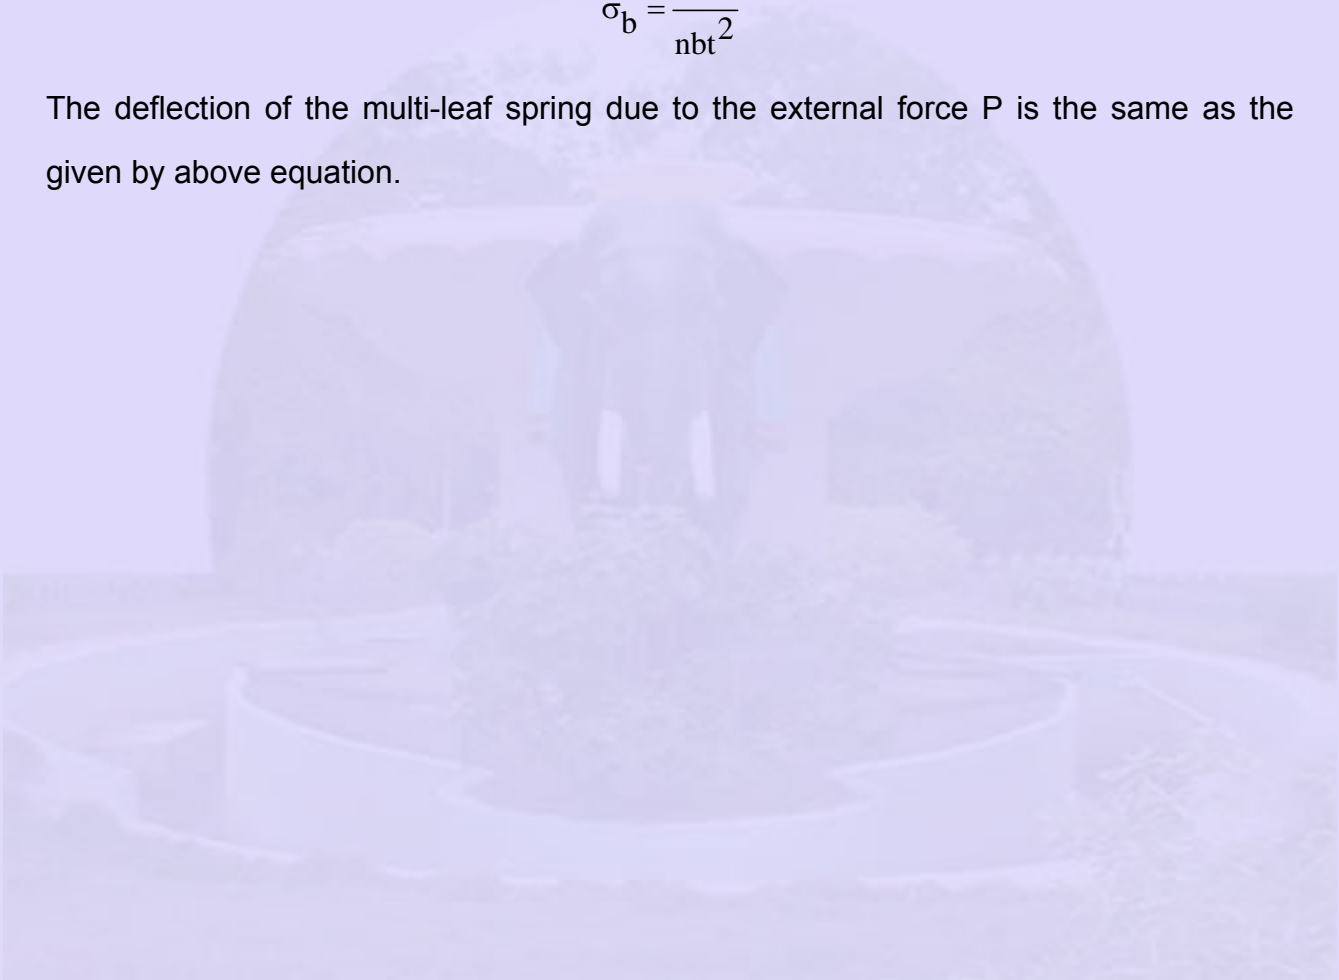 σb = ―― nbt²
The deflection of the multi-leaf spring due to the external force P is the same as the
given by above equation.